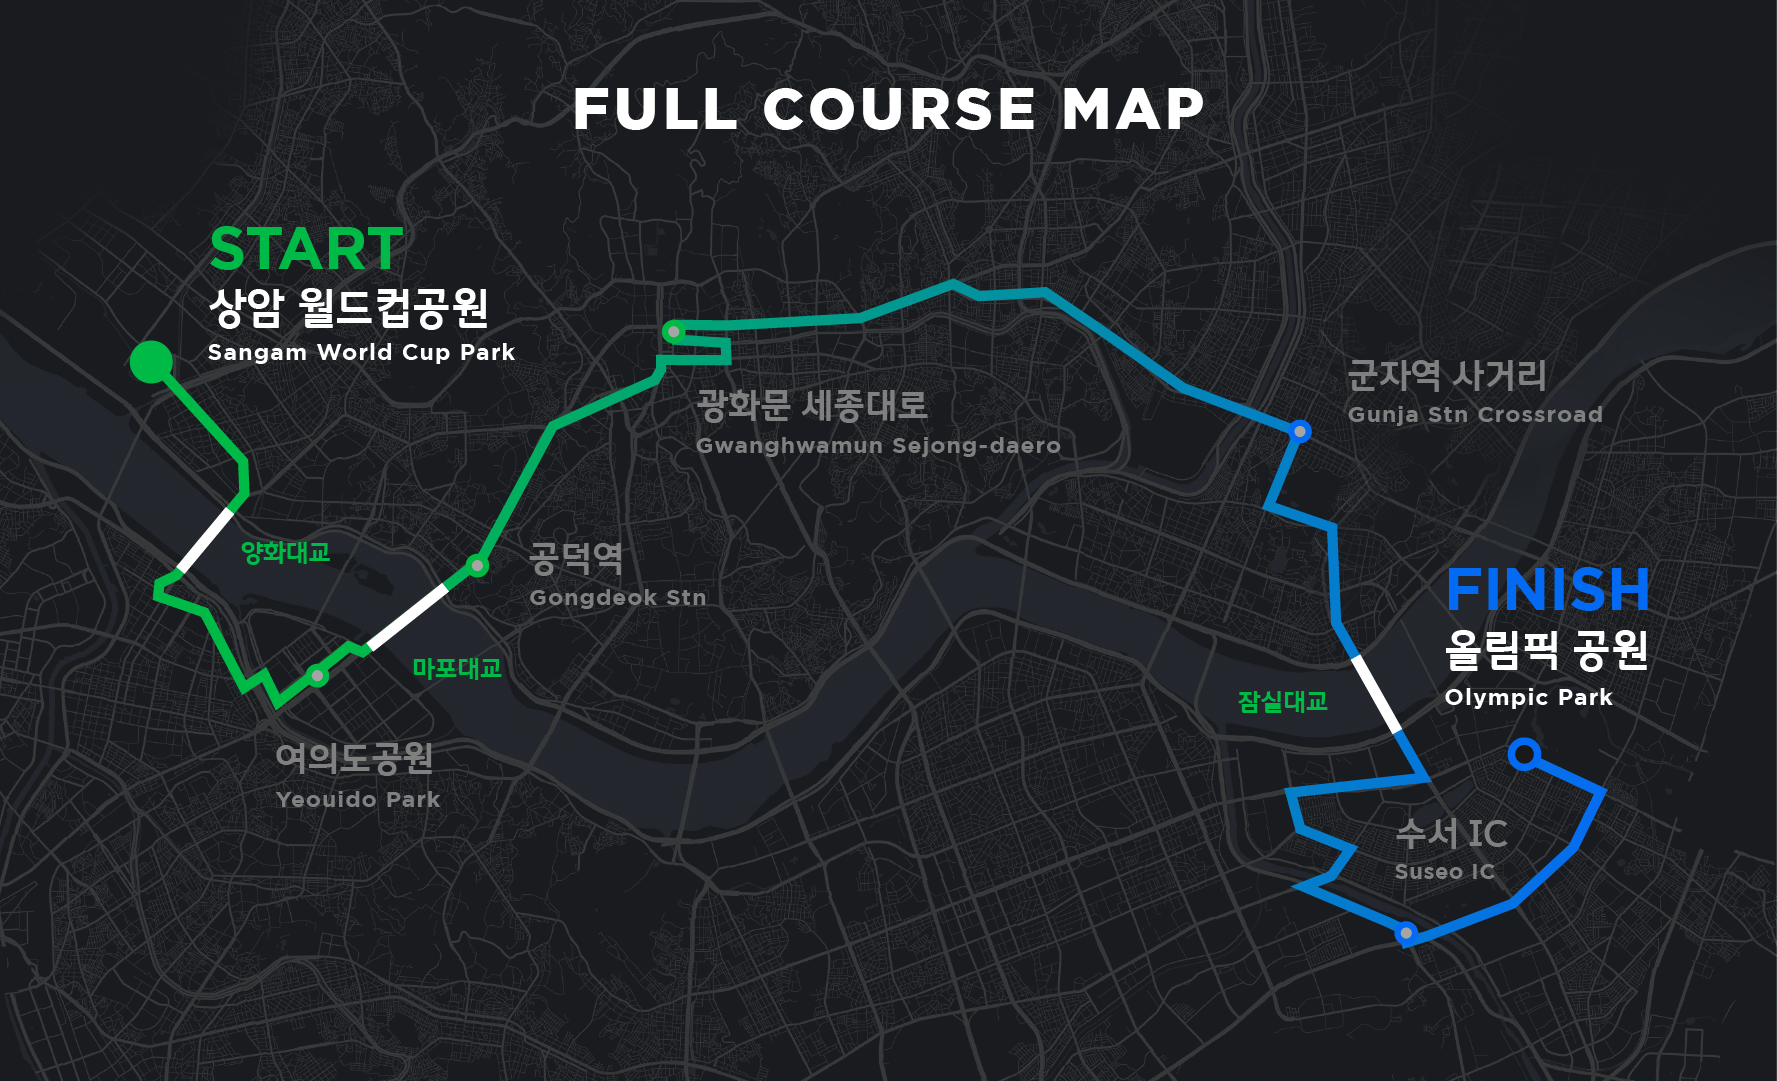 FULL COURSE MAP
START
상암 월드컵공원
Sangam World Cup Park
광화문 세종대로
Gwanghwamun Sejong-daero
군자역 사거리
Gunja Stn Crossroad
양화대교
공덕역
Gongdeok Stn
마포대교
여의도공원
Yeouido Park
잠실대교
FINISH
올림픽 공원
Olympic Park
수서 IC
Suseo IC